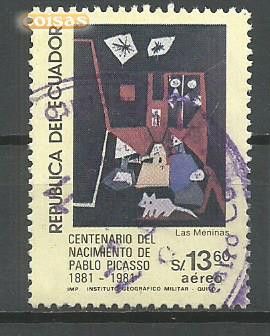 coisas
REPUBLICA DEL ECUADOR
Las Meninas
CENTENARIO DEL
NACIMIENTO DE
PABLO PICASSO
1881 - 1981
S/. 13.60
aéreo
IMP. INSTITUTO GEOGRAFICO MILITAR - QUITO